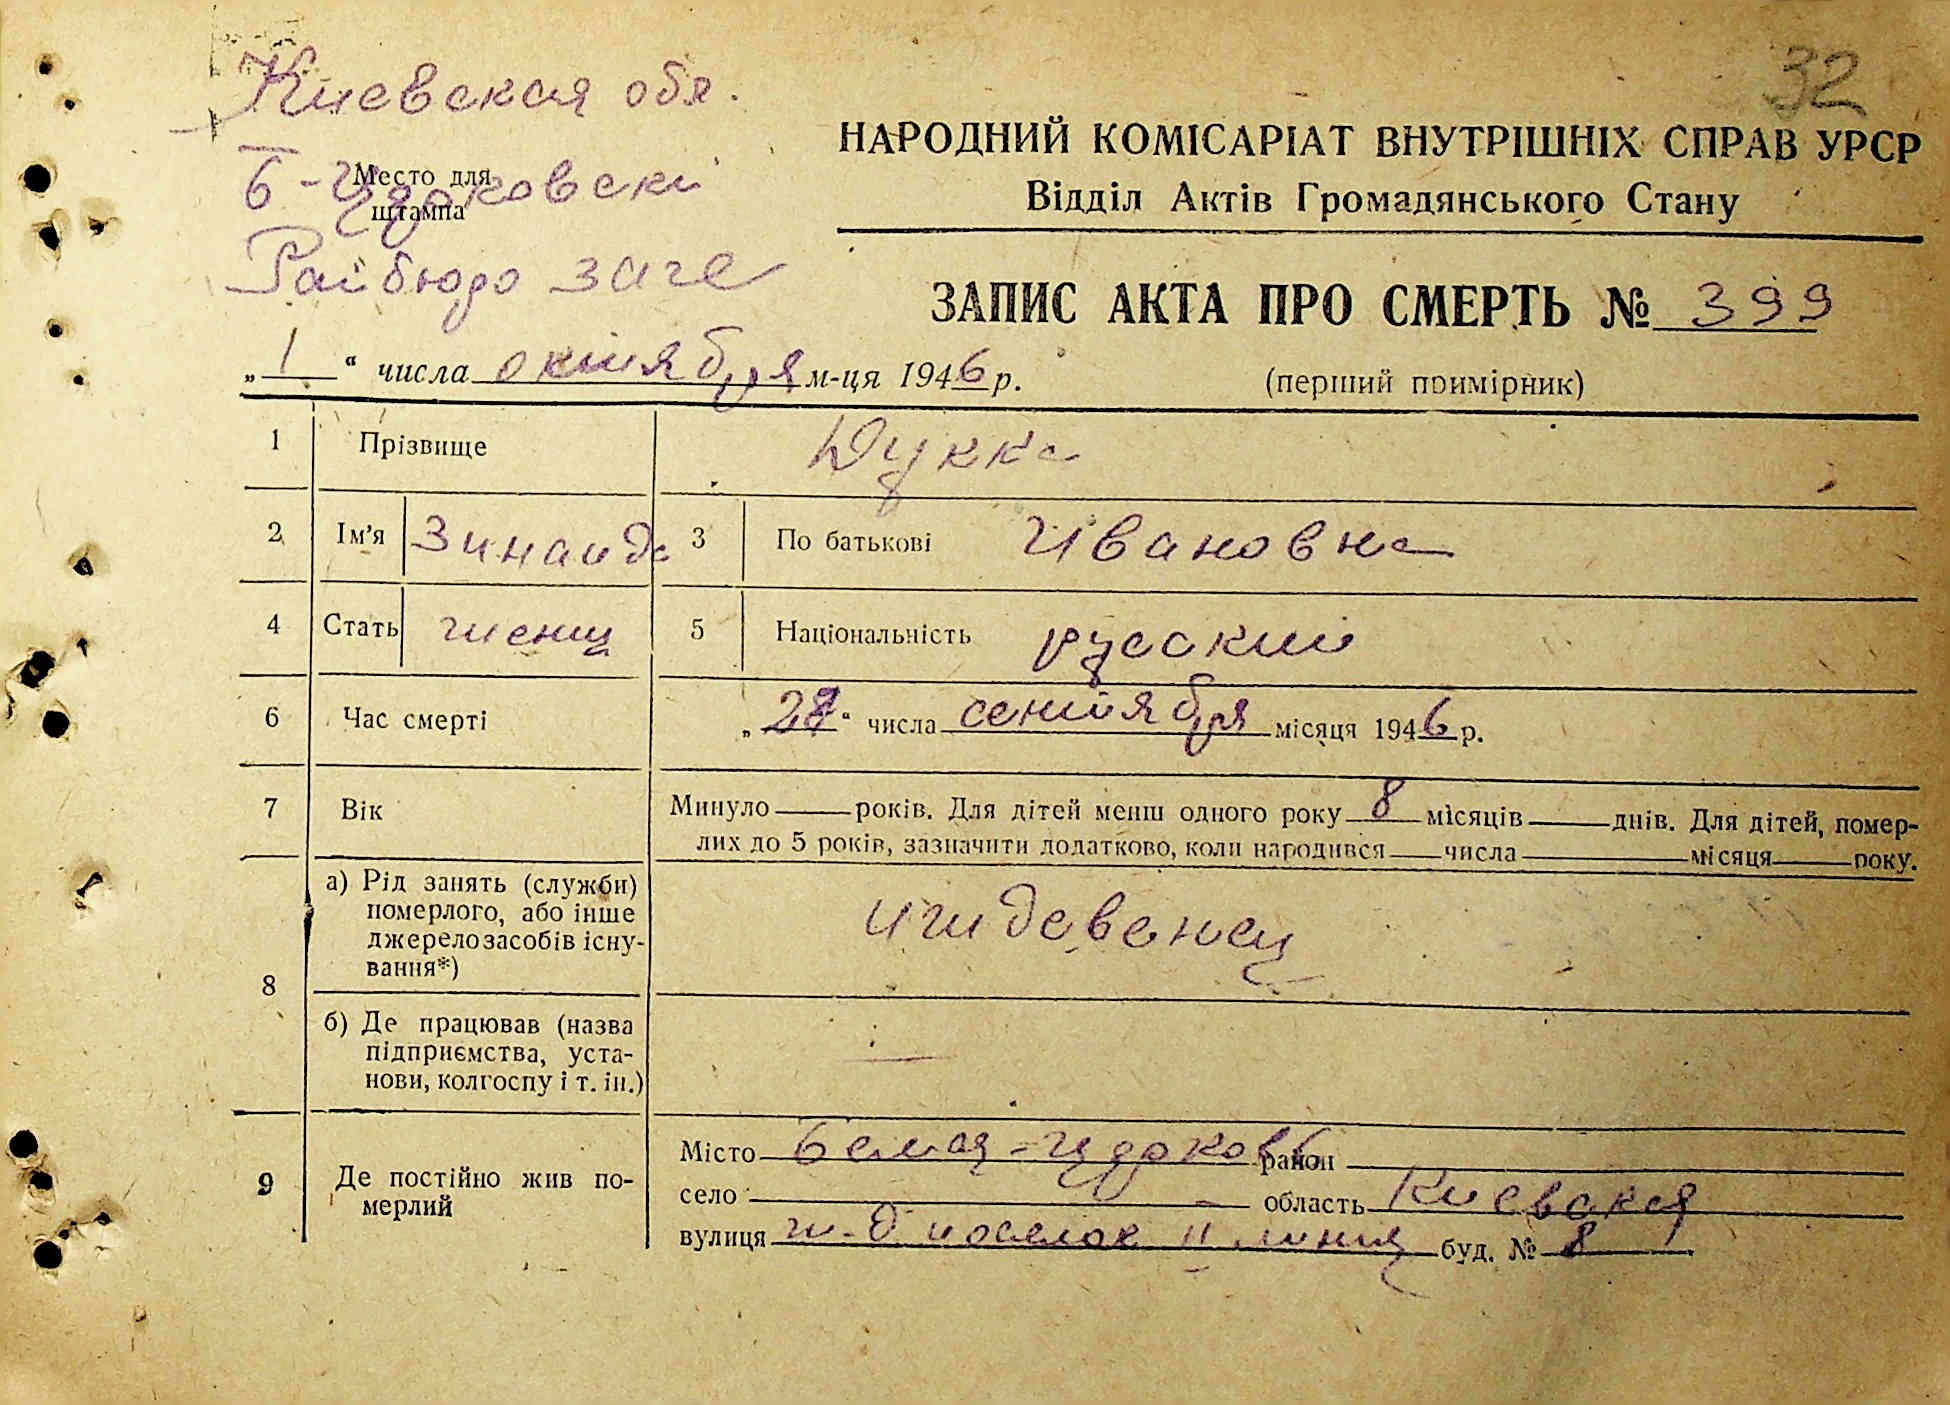 32
Киевская обл.
Б-Церковскі
Место для
штампа
Райбюро загс
НАРОДНИЙ КОМІСАРІАТ ВНУТРІШНІХ СПРАВ УРСР
Відділ Актів Громадянського Стану
ЗАПИС АКТА ПРО СМЕРТЬ № 399
„1“ числа октября м-ця 1946 р.
(перший примірник)
1 Прізвище Дукка
2 Ім'я Зинаида 3 По батькові Ивановна
4 Стать женщ 5 Національність русский
6 Час смерті „ “ числа сентября місяця 1946 р.
7 Вік Минуло років. Для дітей менш одного року 8 місяців днів. Для дітей, помер-
лих до 5 років, зазначити додатково, коли народився числа місяця року.
8 а) Рід занять (служби)
померлого, або інше
джерело засобів існу-
вання*)
иждевенец
б) Де працював (назва
підприємства, уста-
нови, колгоспу і т. ін.)
—
9 Де постійно жив по-
мерлий
Місто Белая-Церковь район
село область Киевская
вулиця ж-д поселок II линия буд. № 8